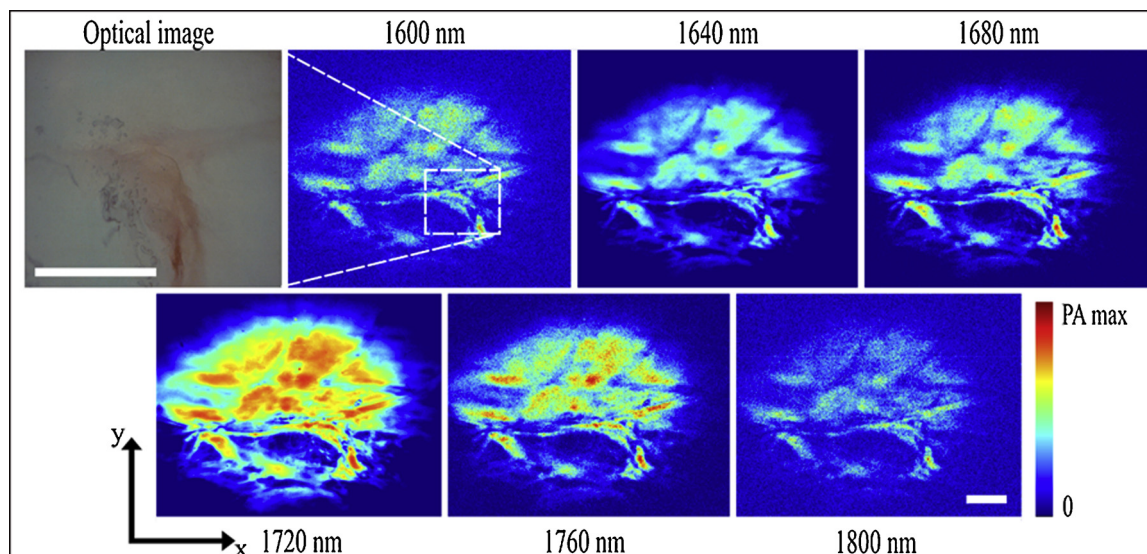 Optical image
1600 nm
1640 nm
1680 nm
PA max
0
y
x
1720 nm
1760 nm
1800 nm